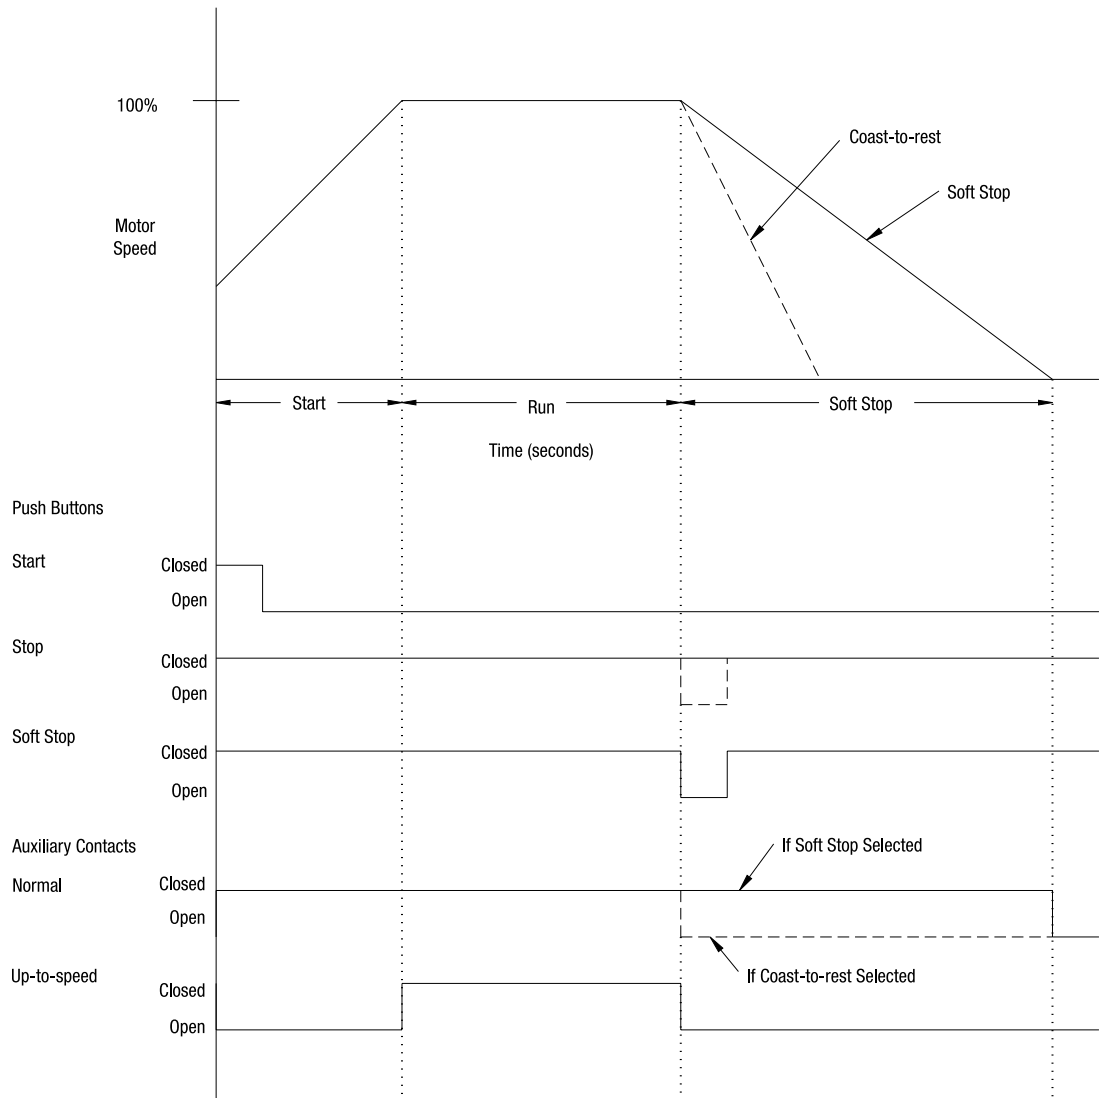 100%
Coast-to-rest
Soft Stop
Motor
Speed
Start
Run
Soft Stop
Time (seconds)
Push Buttons
Start
Closed
Open
Stop
Closed
Open
Soft Stop
Closed
Open
Auxiliary Contacts
If Soft Stop Selected
Normal
Closed
Open
Up-to-speed
If Coast-to-rest Selected
Closed
Open